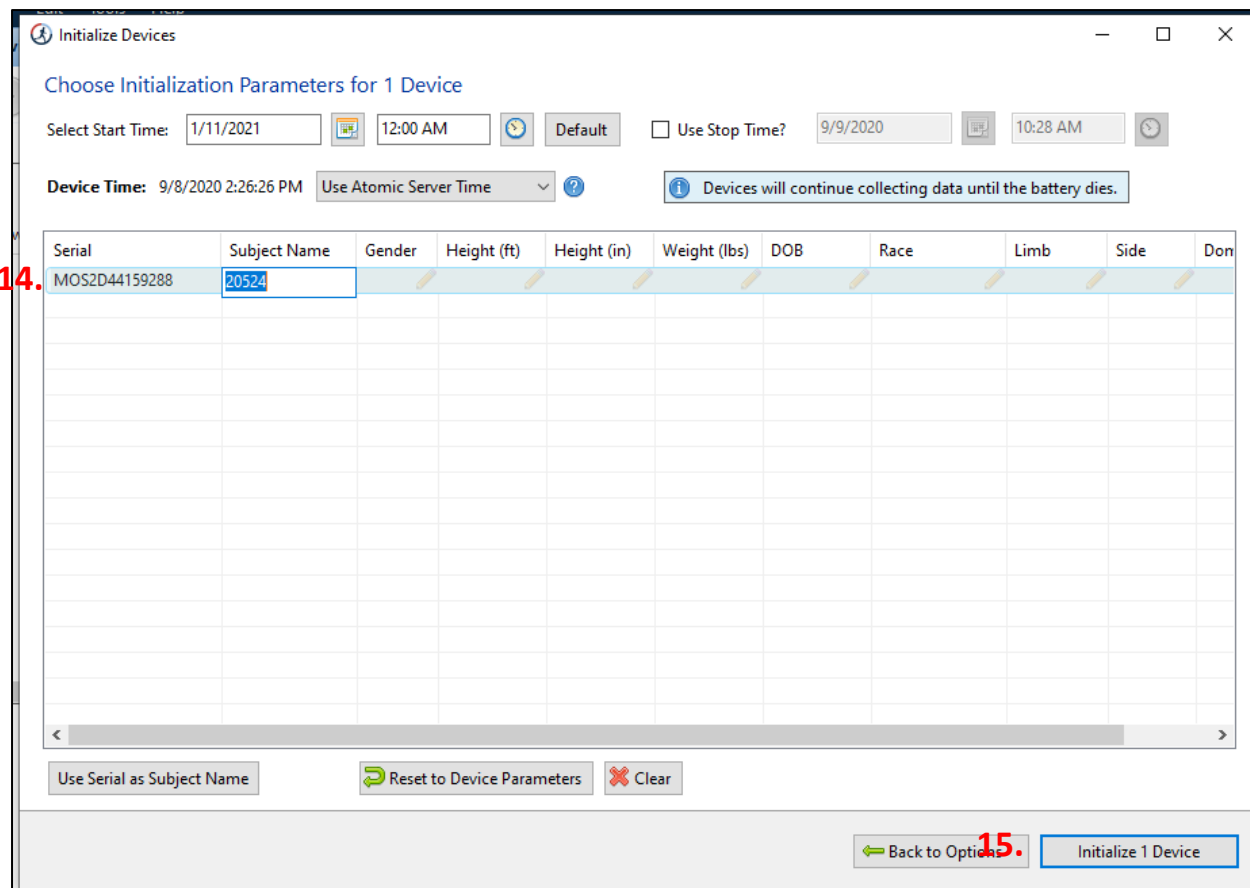 Edit Tools Help
Initialize Devices
Choose Initialization Parameters for 1 Device
Select Start Time: 1/11/2021 12:00 AM Default Use Stop Time? 9/9/2020 10:28 AM
Device Time: 9/8/2020 2:26:26 PM Use Atomic Server Time Devices will continue collecting data until the battery dies.
Serial Subject Name Gender Height (ft) Height (in) Weight (lbs) DOB Race Limb Side Dom
14. MOS2D44159288 20524
Use Serial as Subject Name Reset to Device Parameters Clear
Back to Options 15. Initialize 1 Device